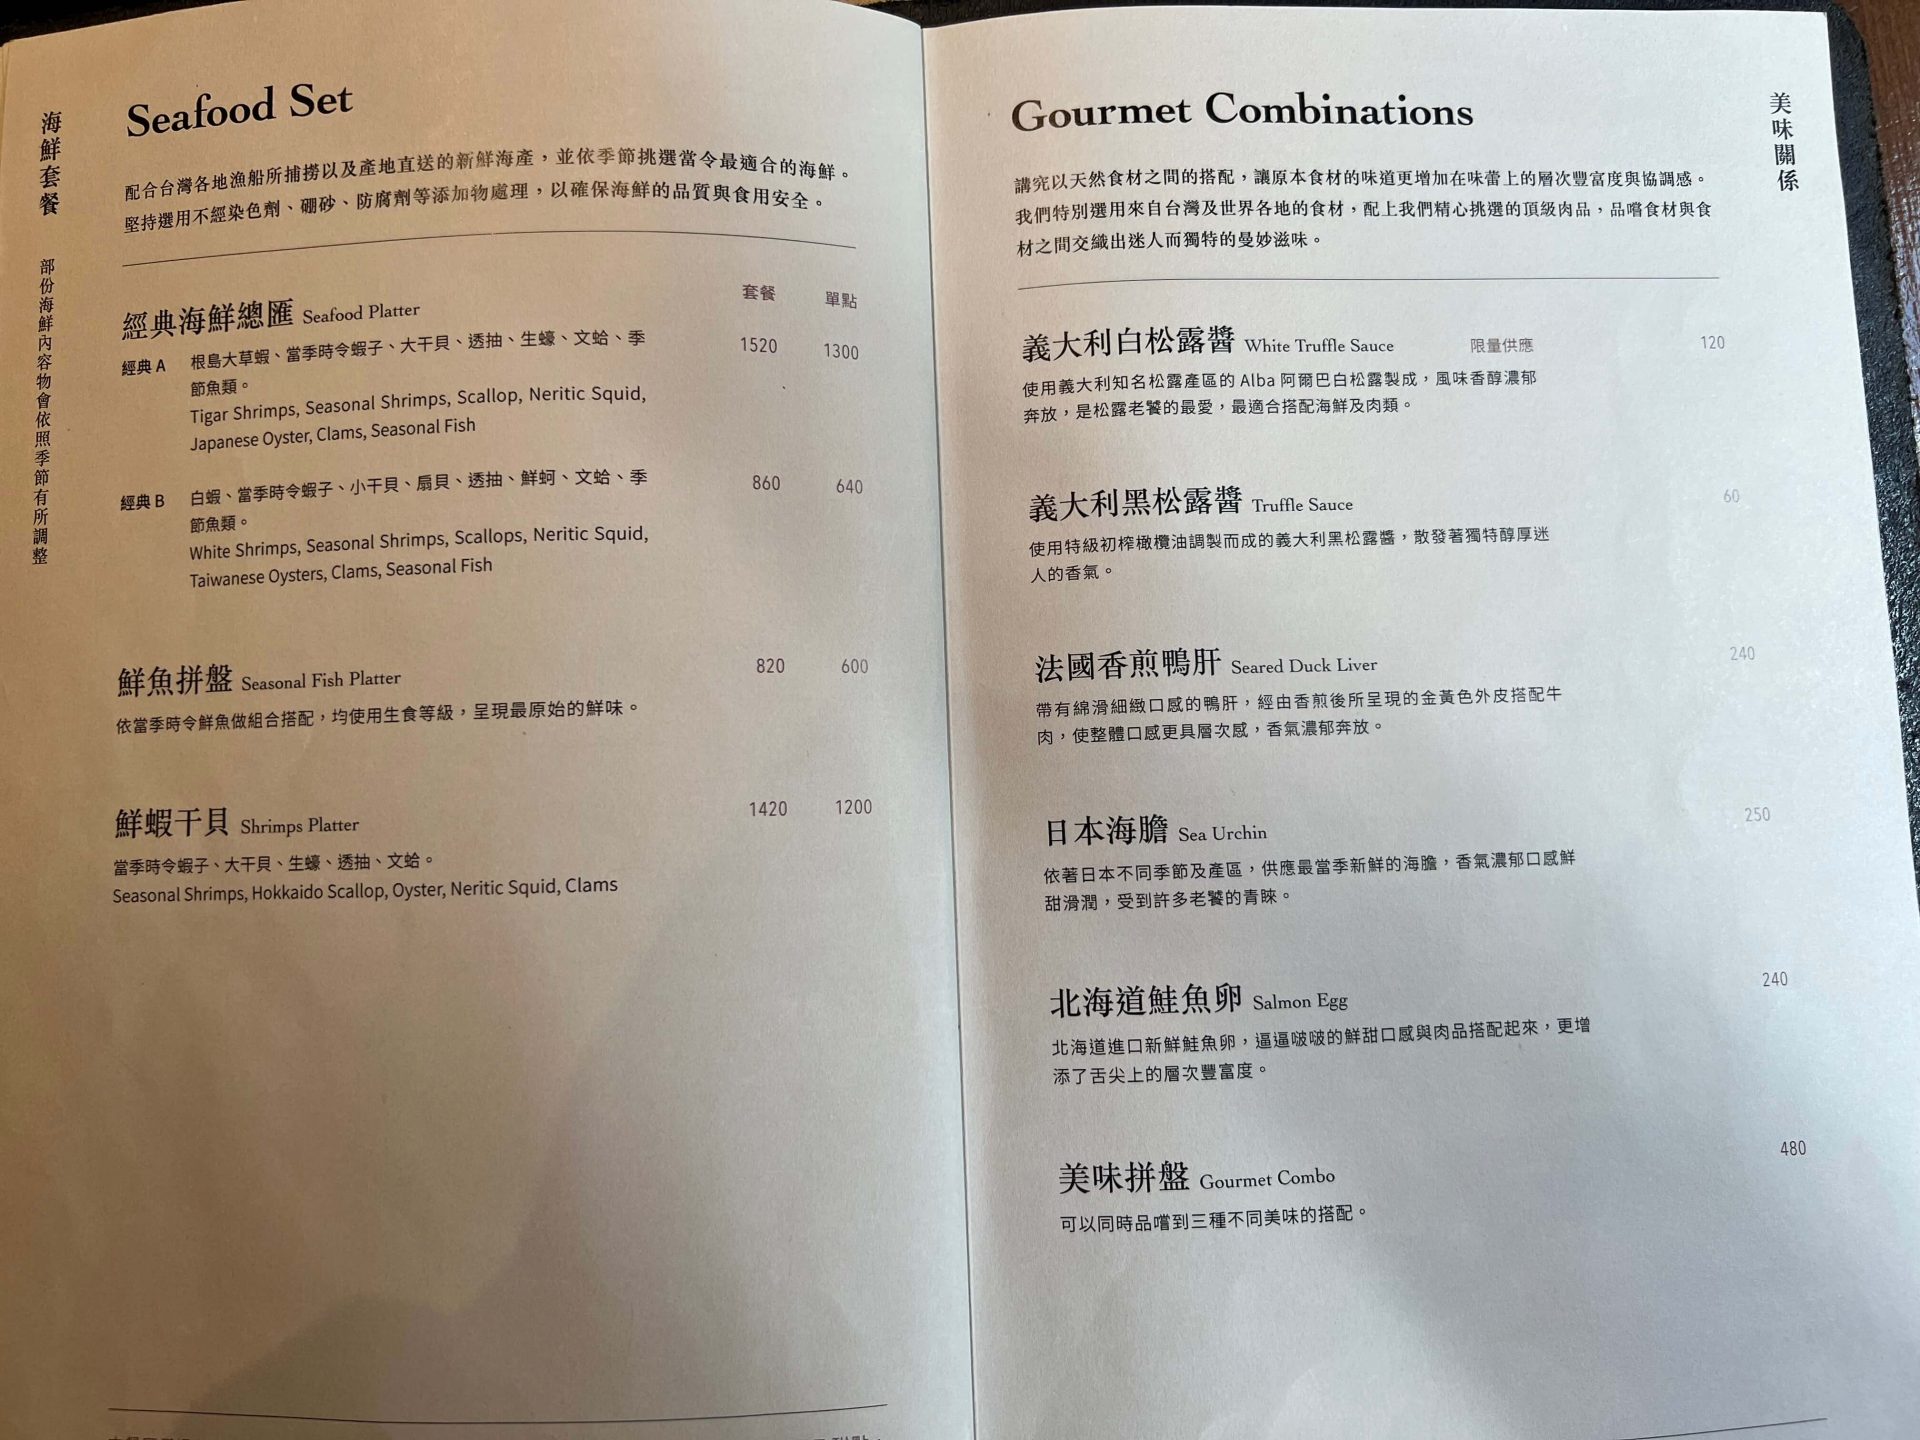 海鮮套餐
部份海鮮內容物會依照季節有所調整
Seafood Set
配合台灣各地漁船所捕撈以及產地直送的新鮮海產，並依季節挑選當令最適合的海鮮。
堅持選用不經染色劑、硼砂、防腐劑等添加物處理，以確保海鮮的品質與食用安全。
套餐 單點
經典海鮮總匯 Seafood Platter
經典 A 根島大草蝦、當季時令蝦子、大干貝、透抽、生蠔、文蛤、季 1520 1300
節魚類。
Tigar Shrimps, Seasonal Shrimps, Scallop, Neritic Squid,
Japanese Oyster, Clams, Seasonal Fish
經典 B 白蝦、當季時令蝦子、小干貝、扇貝、透抽、鮮蚵、文蛤、季 860 640
節魚類。
White Shrimps, Seasonal Shrimps, Scallops, Neritic Squid,
Taiwanese Oysters, Clams, Seasonal Fish
鮮魚拼盤 Seasonal Fish Platter 820 600
依當季時令鮮魚做組合搭配，均使用生食等級，呈現最原始的鮮味。
鮮蝦干貝 Shrimps Platter 1420 1200
當季時令蝦子、大干貝、生蠔、透抽、文蛤。
Seasonal Shrimps, Hokkaido Scallop, Oyster, Neritic Squid, Clams
美味關係
Gourmet Combinations
講究以天然食材之間的搭配，讓原本食材的味道更增加在味蕾上的層次豐富度與協調感。
我們特別選用來自台灣及世界各地的食材，配上我們精心挑選的頂級肉品，品嚐食材與食
材之間交織出迷人而獨特的曼妙滋味。
義大利白松露醬 White Truffle Sauce 限量供應 120
使用義大利知名松露產區的 Alba 阿爾巴白松露製成，風味香醇濃郁
奔放，是松露老饕的最愛，最適合搭配海鮮及肉類。
義大利黑松露醬 Truffle Sauce 60
使用特級初榨橄欖油調製而成的義大利黑松露醬，散發著獨特醇厚迷
人的香氣。
法國香煎鴨肝 Seared Duck Liver 240
帶有綿滑細緻口感的鴨肝，經由香煎後所呈現的金黃色外皮搭配牛
肉，使整體口感更具層次感，香氣濃郁奔放。
日本海膽 Sea Urchin 250
依著日本不同季節及產區，供應最當季新鮮的海膽，香氣濃郁口感鮮
甜滑潤，受到許多老饕的青睞。
北海道鮭魚卵 Salmon Egg 240
北海道進口新鮮鮭魚卵，逼逼啵啵的鮮甜口感與肉品搭配起來，更增
添了舌尖上的層次豐富度。
美味拼盤 Gourmet Combo 480
可以同時品嚐到三種不同美味的搭配。